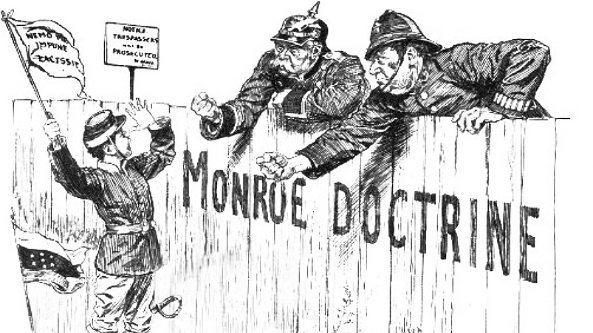 NEMO ME
IMPUNE
LACESSIT
NOTICE
TRESPASSERS
WILL BE
PROSECUTED
MONROE DOCTRINE